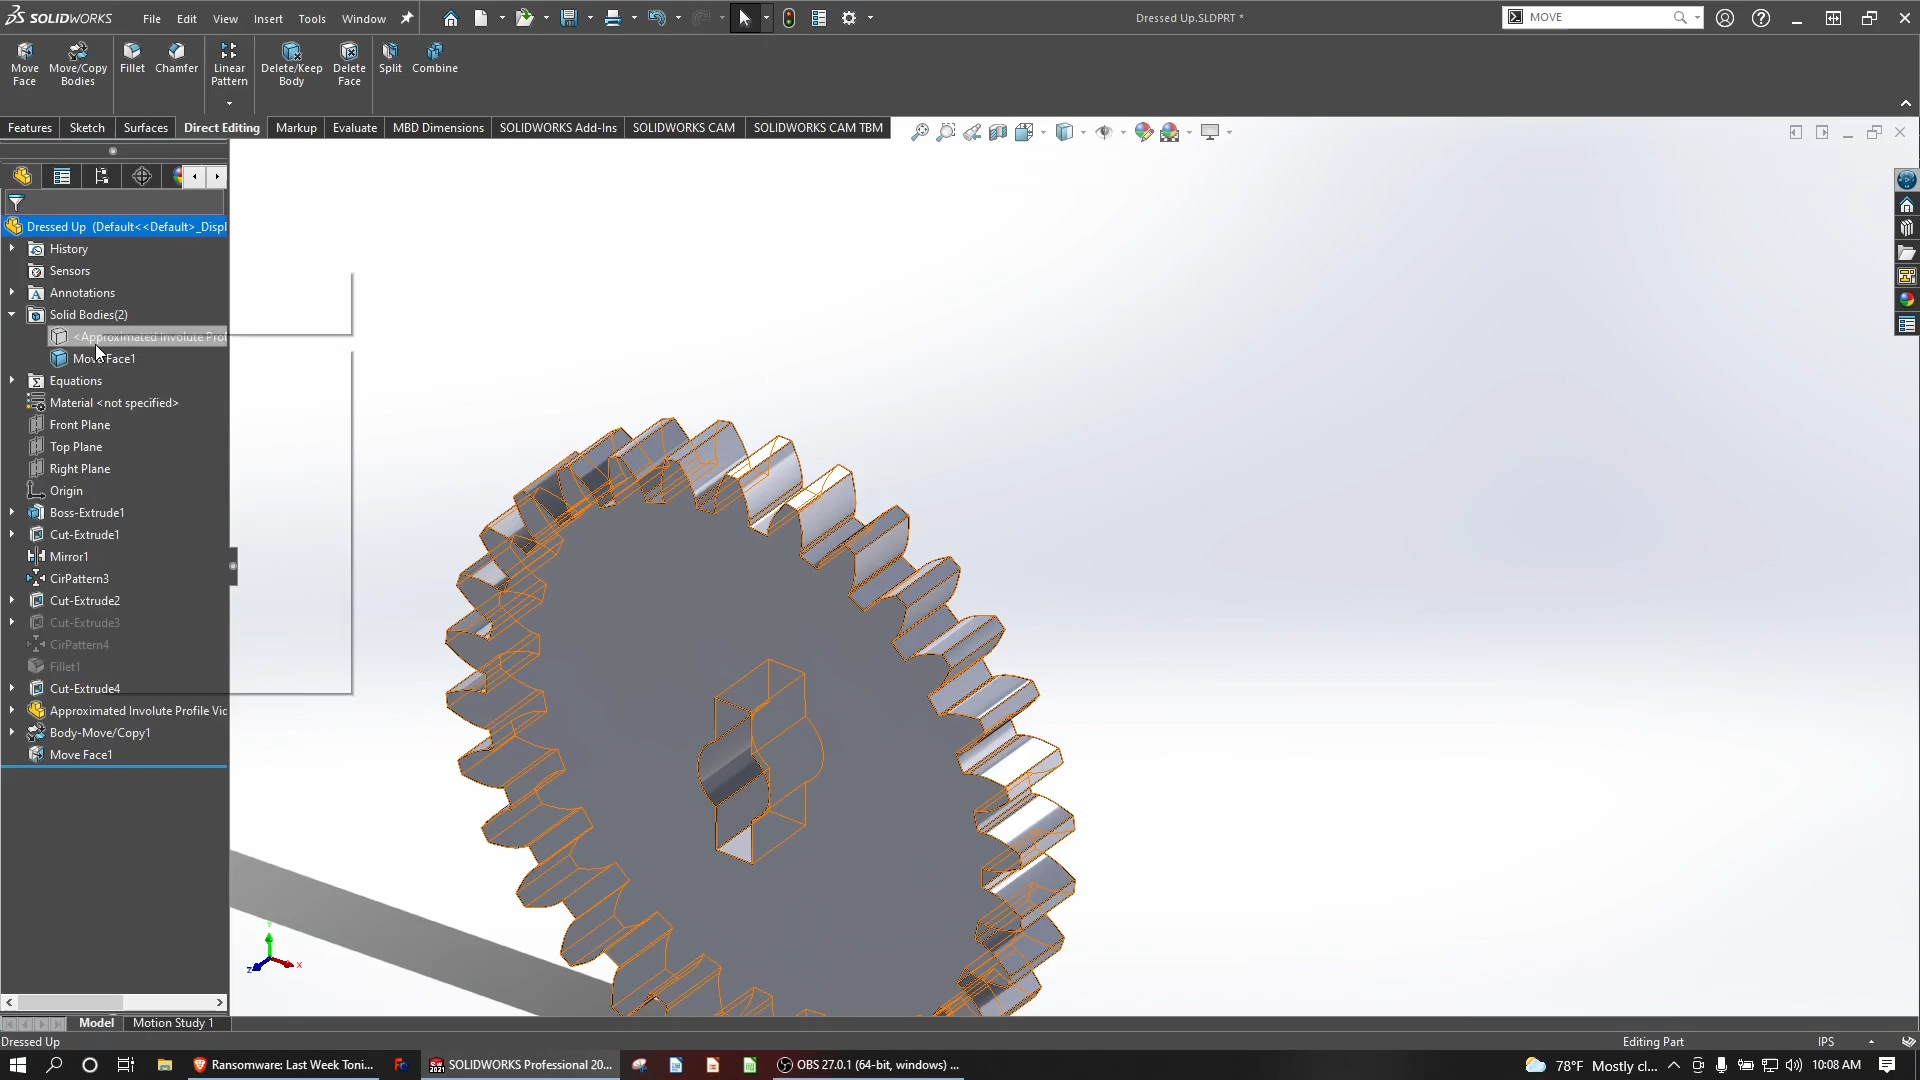 SOLIDWORKS File Edit View Insert Tools Window
Dressed Up.SLDPRT *
MOVE
Move Face
Move/Copy Bodies
Fillet
Chamfer
Linear Pattern
Delete/Keep Body
Delete Face
Split
Combine
Features Sketch Surfaces Direct Editing Markup Evaluate MBD Dimensions SOLIDWORKS Add-Ins SOLIDWORKS CAM SOLIDWORKS CAM TBM
Dressed Up (Default<<Default>_Displ
History
Sensors
Annotations
Solid Bodies(2)
<Approximated Involute Prof
Move Face1
Equations
Material <not specified>
Front Plane
Top Plane
Right Plane
Origin
Boss-Extrude1
Cut-Extrude1
Mirror1
CirPattern3
Cut-Extrude2
Cut-Extrude3
CirPattern4
Fillet1
Cut-Extrude4
Approximated Involute Profile Vic
Body-Move/Copy1
Move Face1
Y
Z
X
Model Motion Study 1
Dressed Up
Editing Part
IPS
Ransomware: Last Week Toni...
SOLIDWORKS Professional 20...
OBS 27.0.1 (64-bit, windows) ...
78°F Mostly cl...
10:08 AM